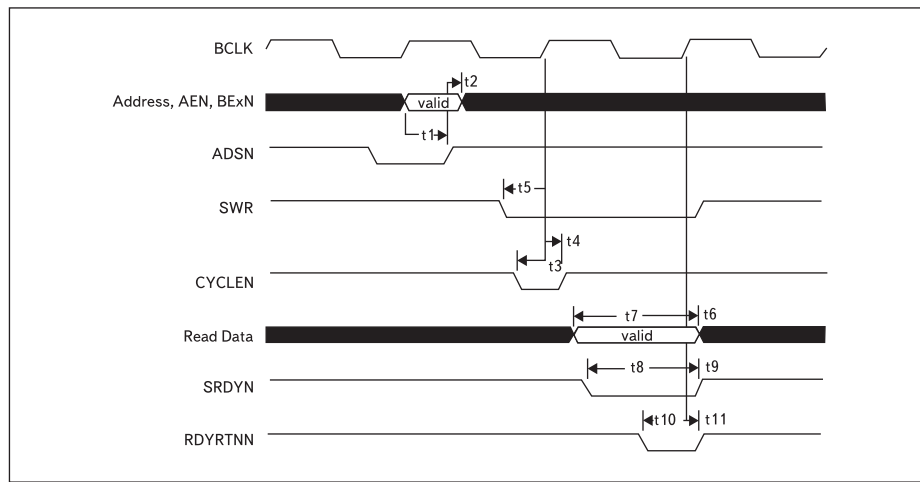 BCLK
t2
Address, AEN, BExN
valid
t1
ADSN
t5
SWR
t4
t3
CYCLEN
t7
t6
Read Data
valid
t8
t9
SRDYN
t10
t11
RDYRTNN